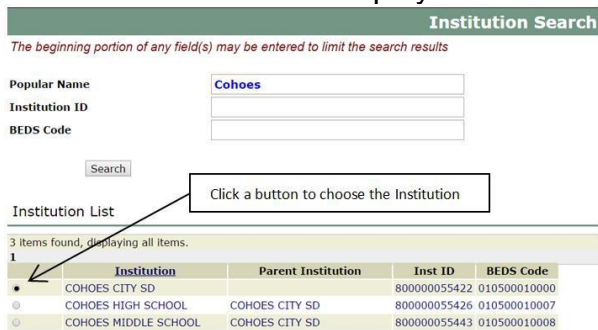 Institution Search
The beginning portion of any field(s) may be entered to limit the search results
Popular Name Cohoes
Institution ID
BEDS Code
Search
Click a button to choose the Institution
Institution List
3 items found, displaying all items.
1
Institution Parent Institution Inst ID BEDS Code
COHOES CITY SD 800000055422 010500010000
COHOES HIGH SCHOOL COHOES CITY SD 800000055426 010500010007
COHOES MIDDLE SCHOOL COHOES CITY SD 800000055443 010500010008